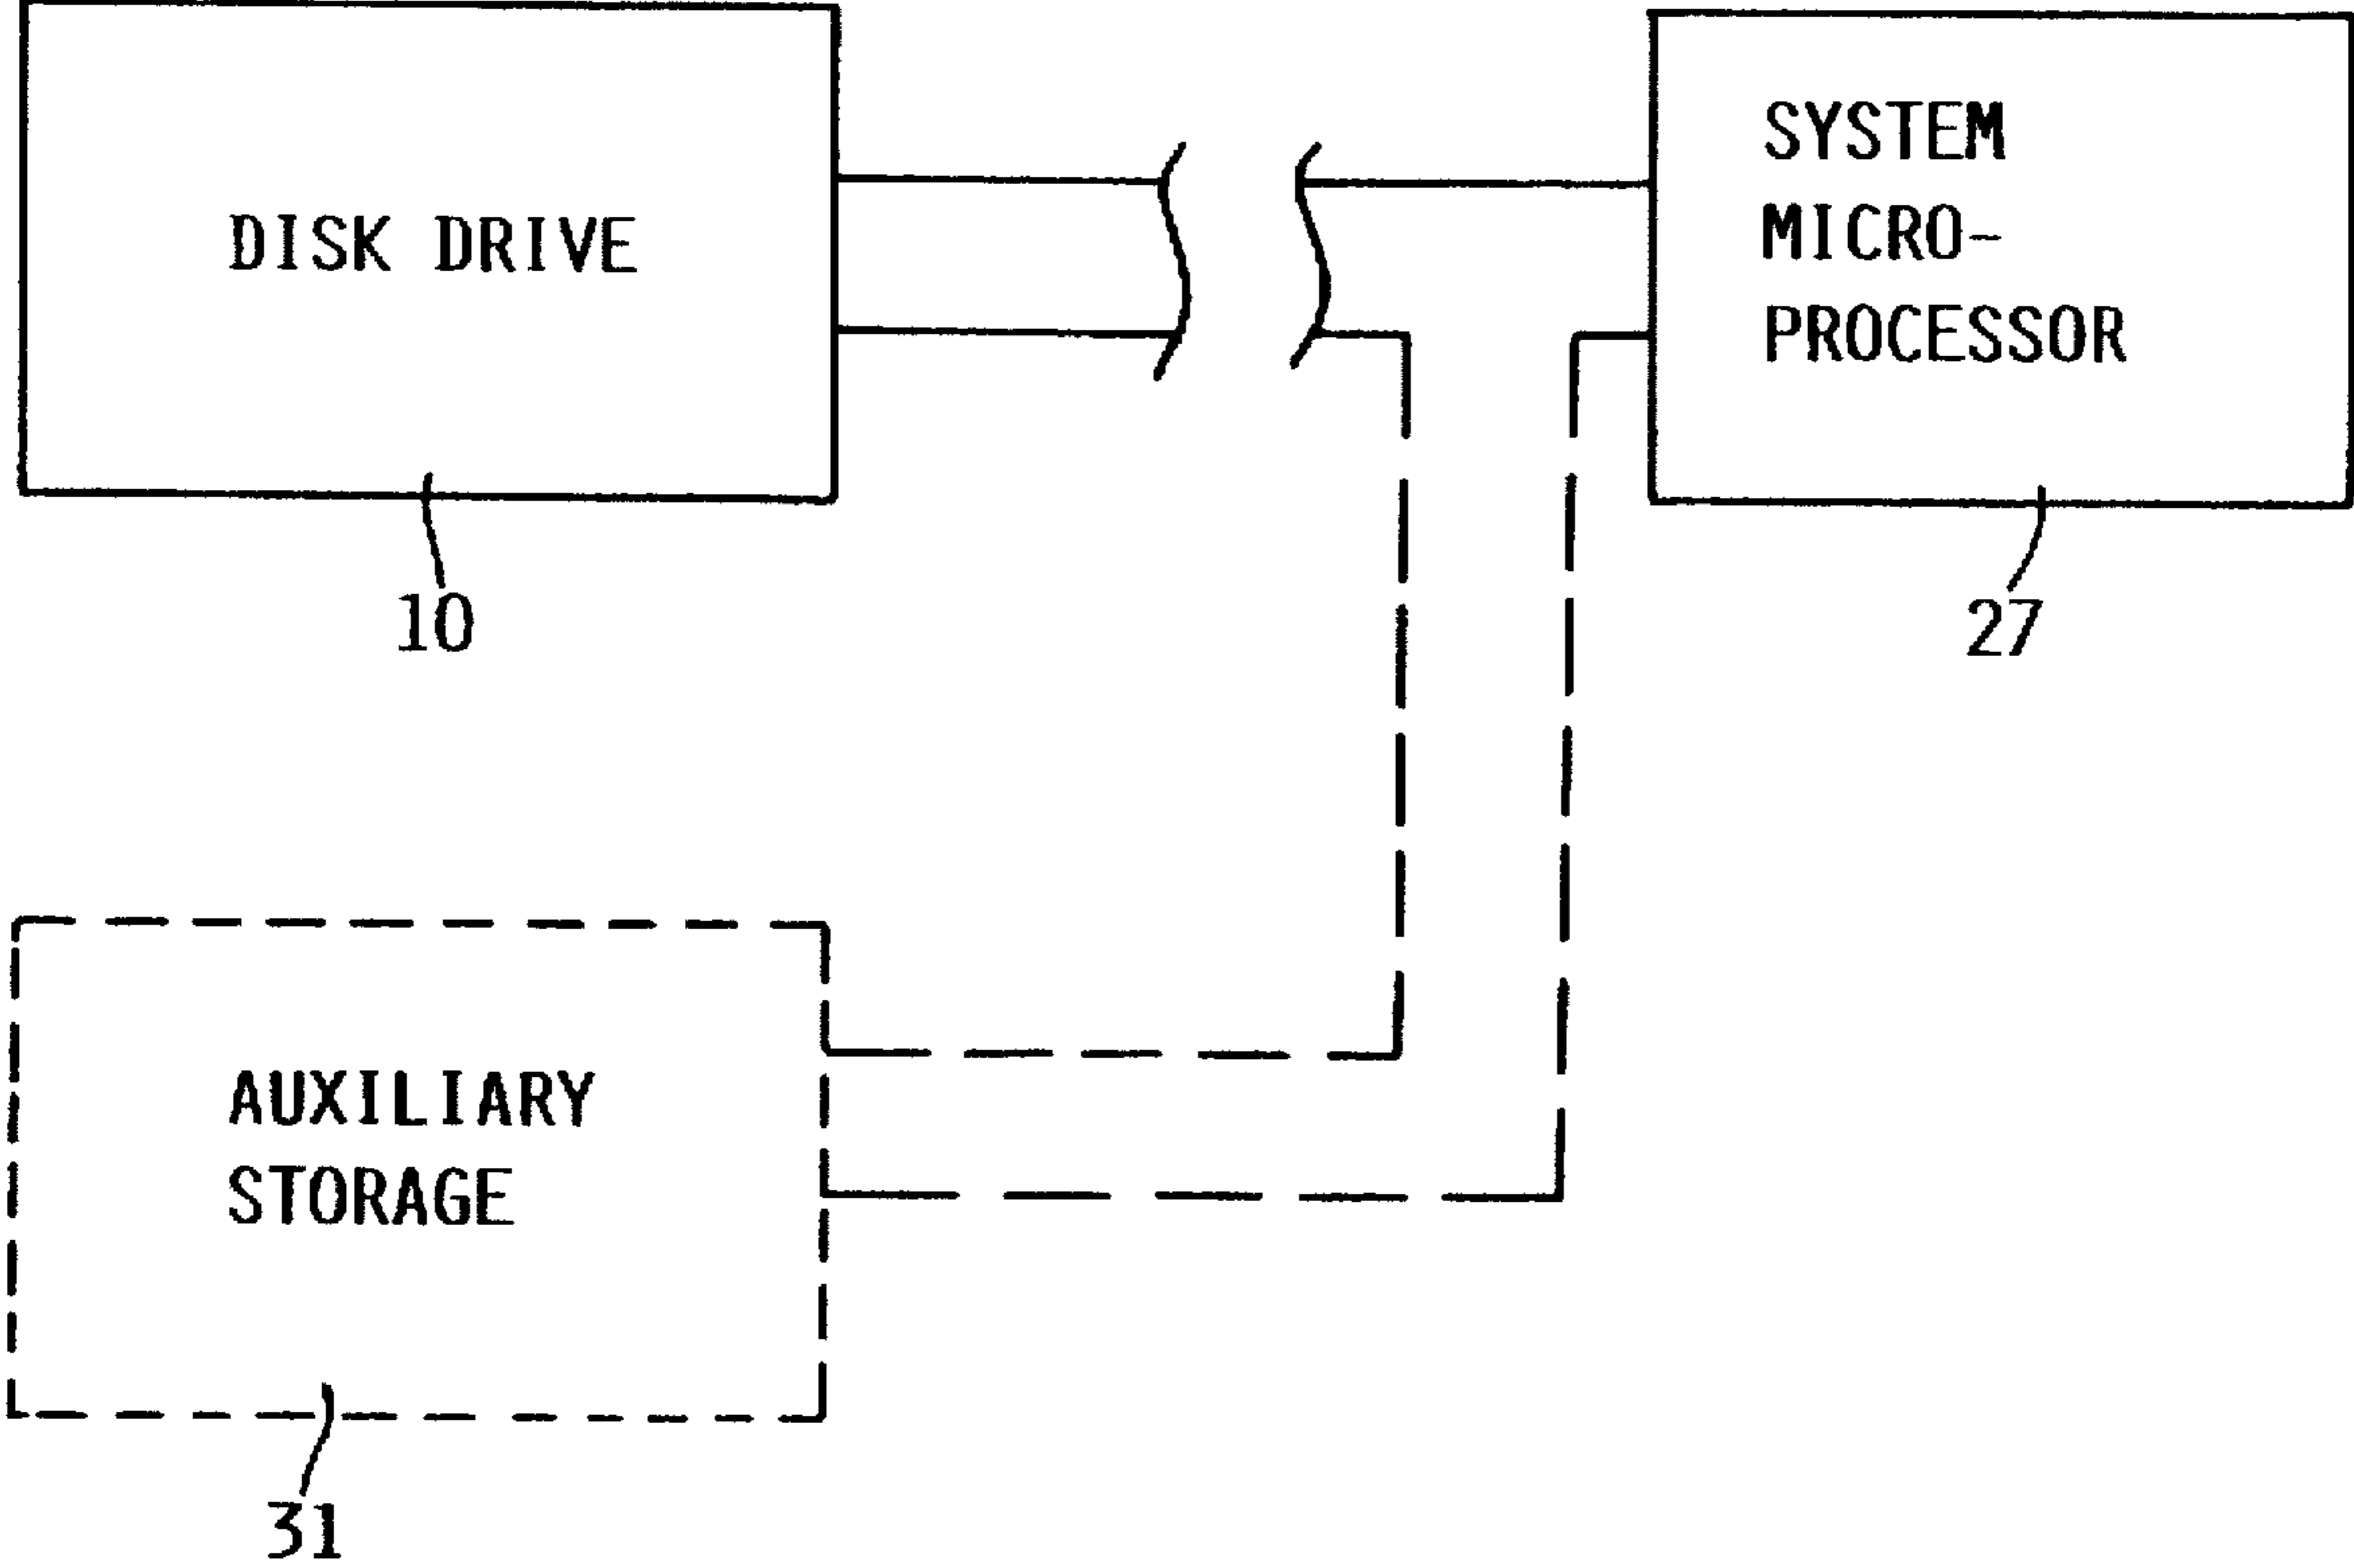 DISK DRIVE
10
SYSTEM
MICRO-
PROCESSOR
27
AUXILIARY
STORAGE
31